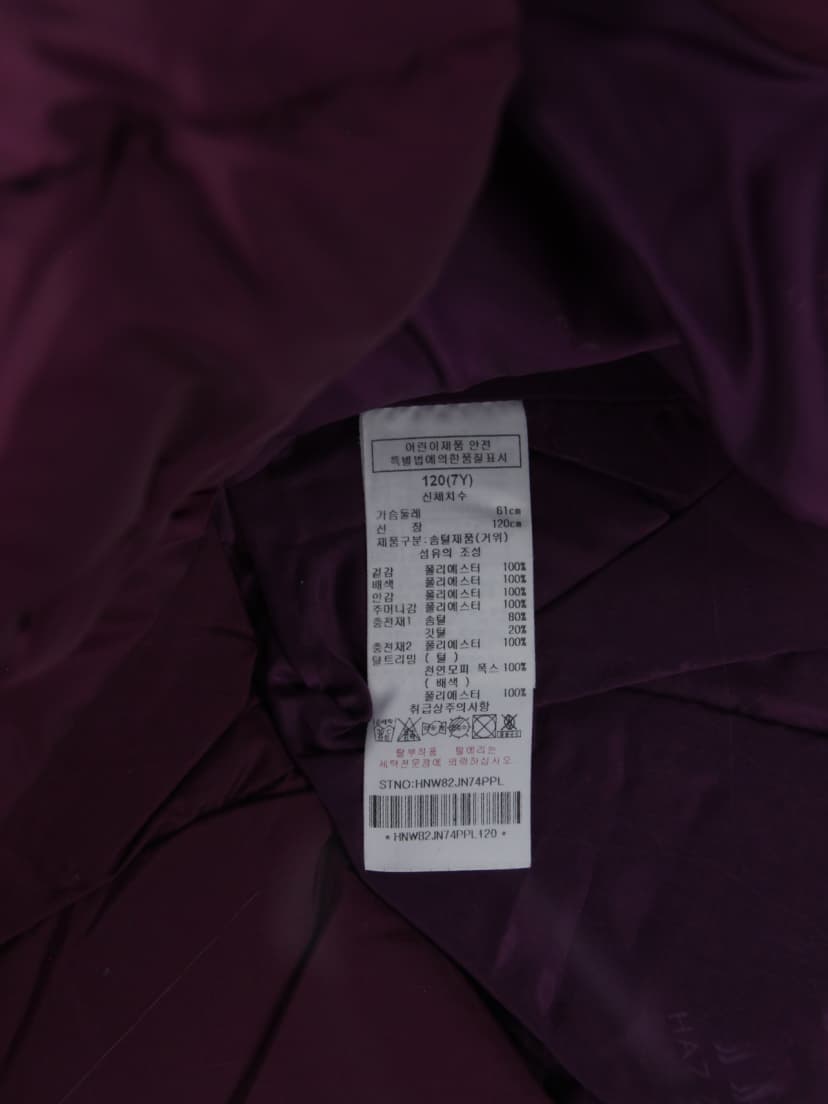 어린이제품 안전
특별법에의한품질표시
120(7Y)
신체치수
가슴둘레 61cm
신 장 120cm
제품구분:솜털제품(거위)
섬유의 조성
겉감 폴리에스터 100%
배색 폴리에스터 100%
안감 폴리에스터 100%
주머니감 폴리에스터 100%
충전재1 솜털 80%
깃털 20%
충전재2 폴리에스터 100%
털트리밍 ( 털 )
천연모피 폭스 100%
( 배색 )
폴리에스터 100%
취급상주의사항
탈부착용 털예리는
세탁전문점에 의뢰하십시오
STNO:HNW82JN74PPL
*HNW82JN74PPL120*
HAZ